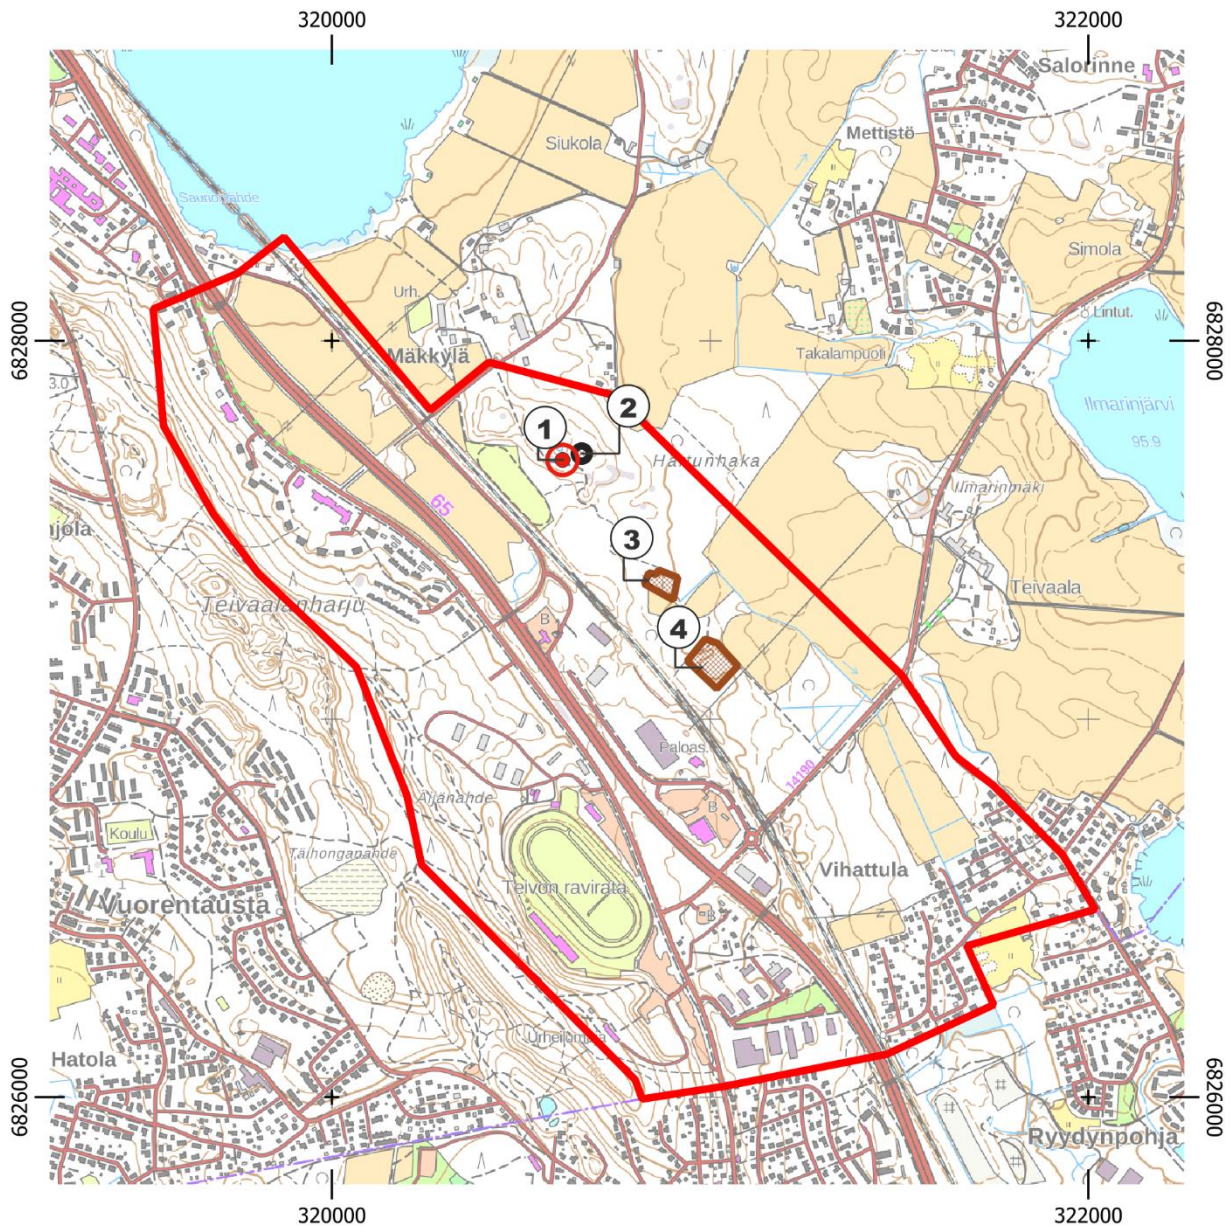 320000
322000
Salorinne
Mettistö
Siukola
Saunalahde
Simola
Urh.
6828000
6828000
Lintut.
Mäkkylä
Takalampuoli
Ilmarinjärvi
95.9
2
1
Hattunhaka
65
Ilmarinmäki
3
Teivaala
Teivaalanharju
B
4
Paloas.
14190
Äijänahde
B
Koulu
Täihonganahde
Vihattula
Teivon ravirata
Vuorentausta
B
Hatola
6826000
6826000
Ryydynpohja
320000
322000